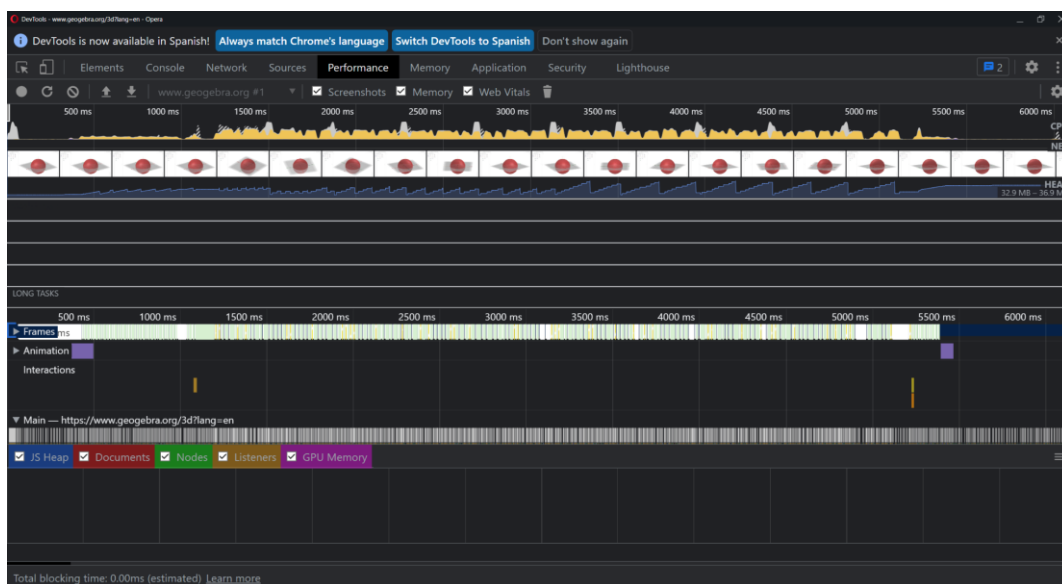 DevTools - www.geogebra.org/3d?lang=en - Opera
DevTools is now available in Spanish! Always match Chrome's language Switch DevTools to Spanish Don't show again
Elements Console Network Sources Performance Memory Application Security Lighthouse 2
www.geogebra.org #1 Screenshots Memory Web Vitals
500 ms 1000 ms 1500 ms 2000 ms 2500 ms 3000 ms 3500 ms 4000 ms 4500 ms 5000 ms 5500 ms 6000 ms
CP
NE
HEA
32.9 MB – 36.9 M
LONG TASKS
500 ms 1000 ms 1500 ms 2000 ms 2500 ms 3000 ms 3500 ms 4000 ms 4500 ms 5000 ms 5500 ms 6000 ms
Frames ms
Animation
Interactions
Main — https://www.geogebra.org/3d?lang=en
JS Heap Documents Nodes Listeners GPU Memory
Total blocking time: 0.00ms (estimated) Learn more